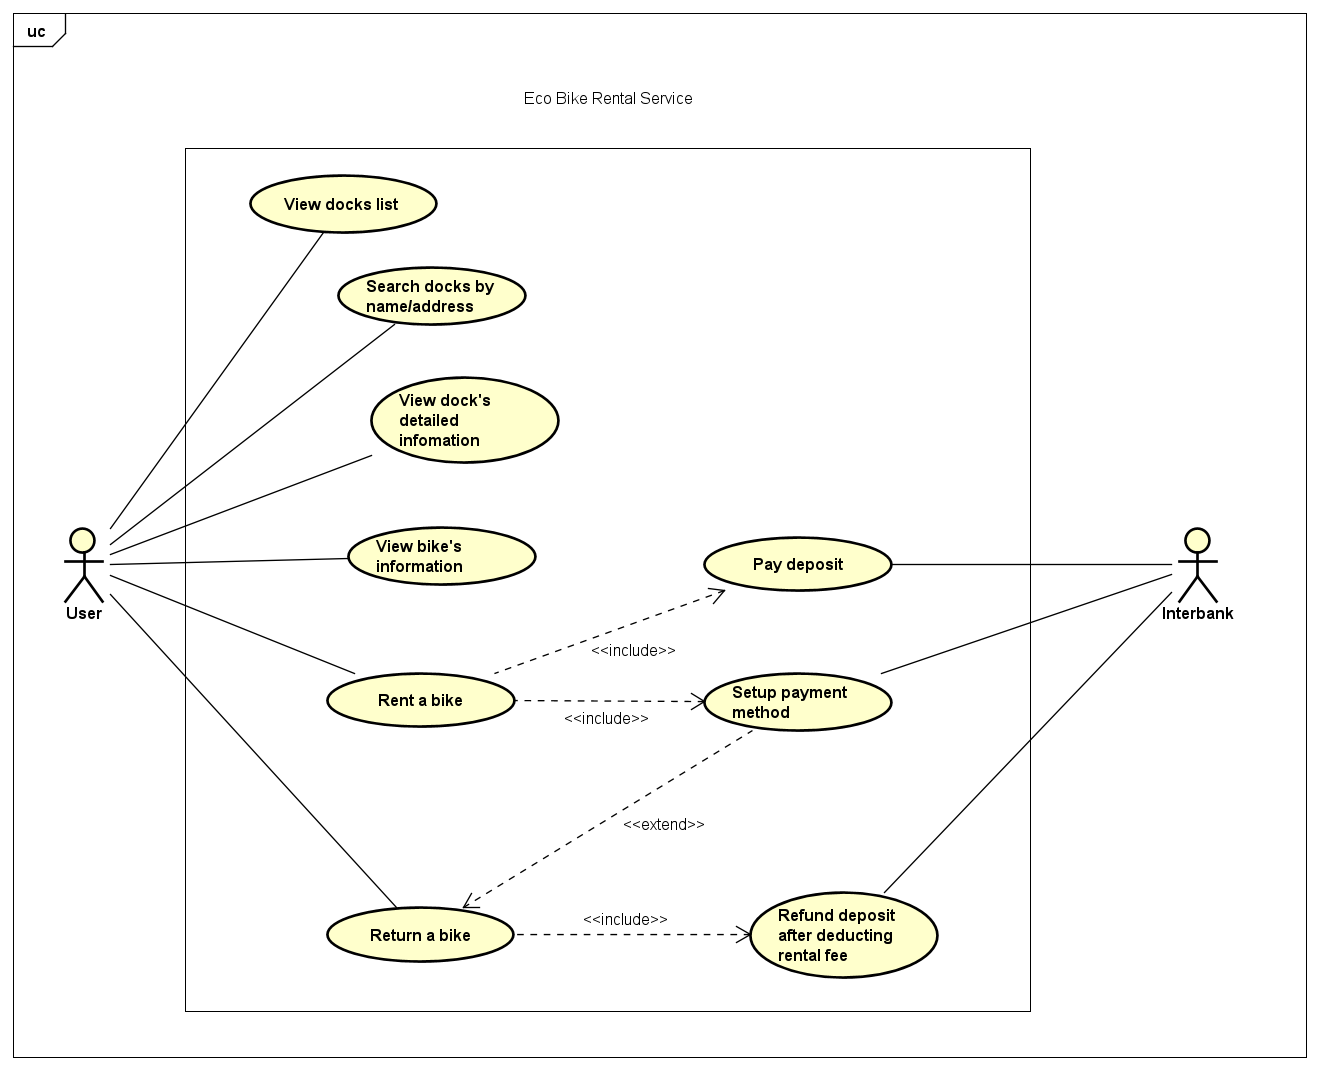 uc
Eco Bike Rental Service
View docks list
Search docks by
name/address
View dock's
detailed
infomation
View bike's
information
Pay deposit
User
Interbank
<<include>>
Rent a bike
Setup payment
method
<<include>>
<<extend>>
Return a bike
<<include>>
Refund deposit
after deducting
rental fee